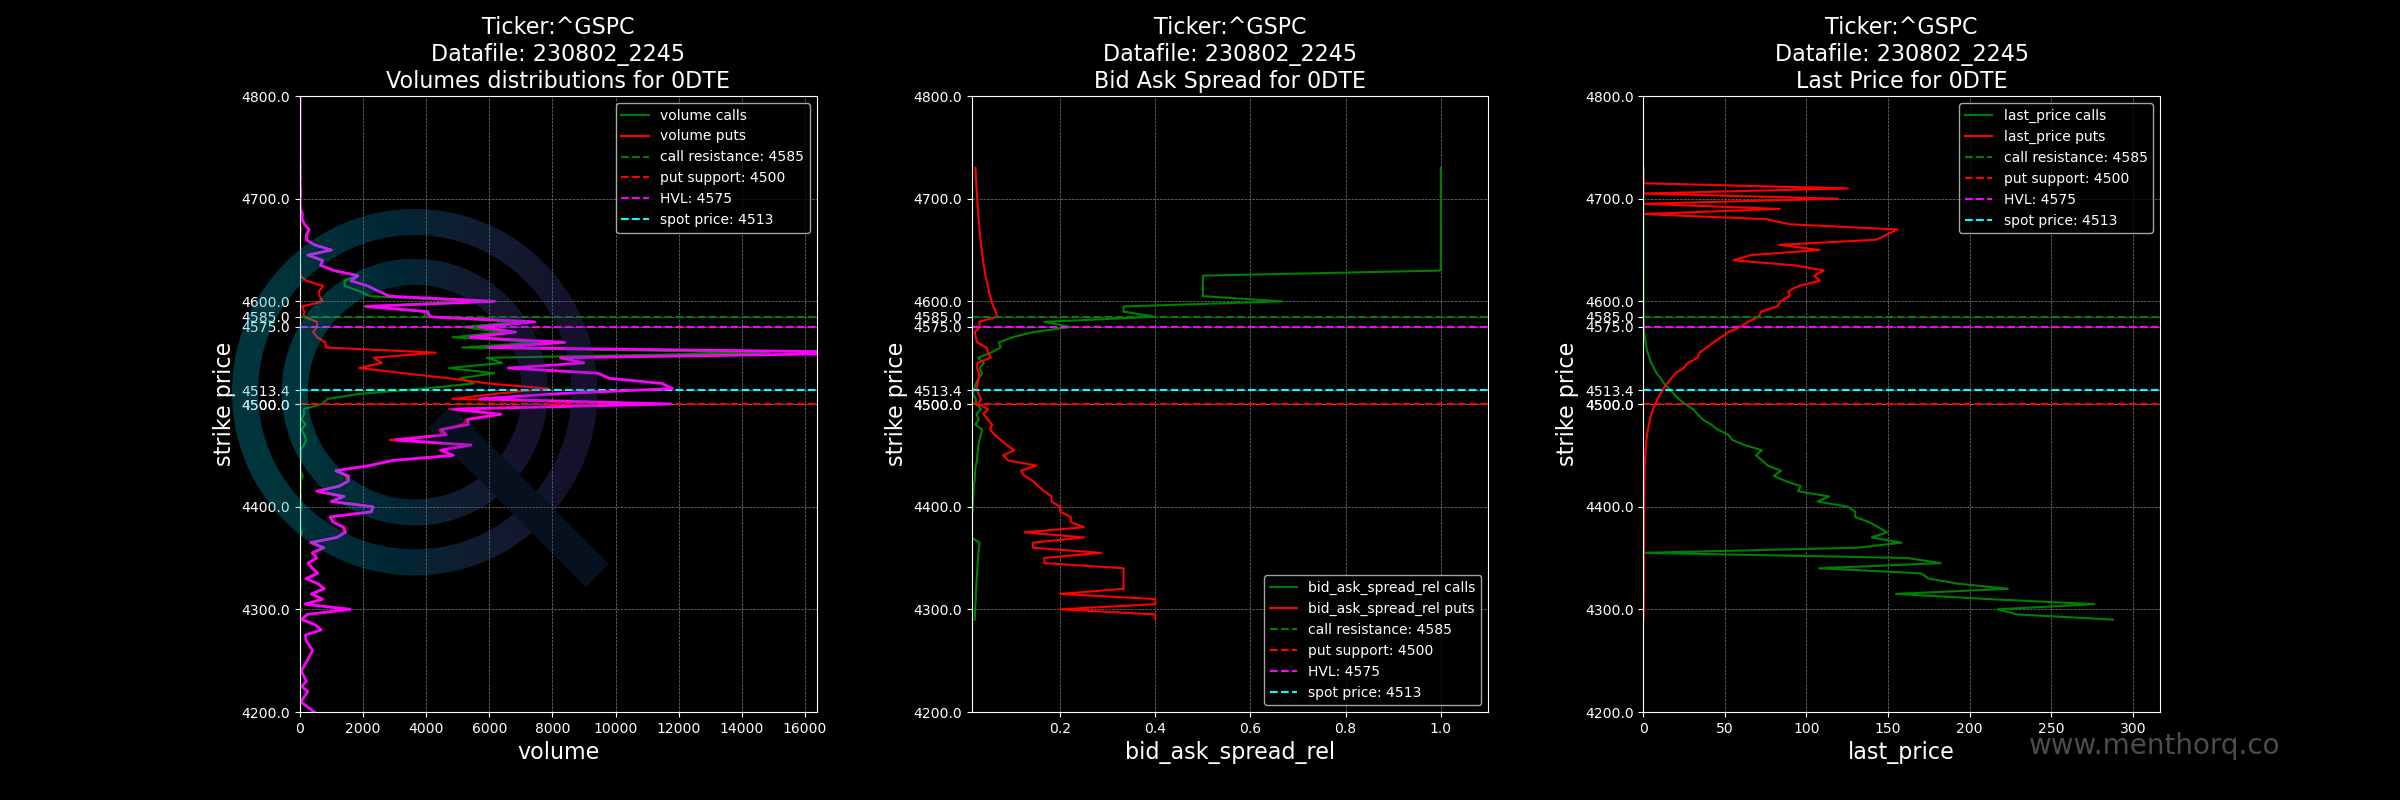 Ticker:^GSPC
Datafile: 230802_2245
Volumes distributions for 0DTE
4800.0
4700.0
4600.0
4585.0
4575.0
4513.4
4500.0
4400.0
4300.0
4200.0
strike price
volume calls
volume puts
call resistance: 4585
put support: 4500
HVL: 4575
spot price: 4513
0 2000 4000 6000 8000 10000 12000 14000 16000
volume
Ticker:^GSPC
Datafile: 230802_2245
Bid Ask Spread for 0DTE
4800.0
4700.0
4600.0
4585.0
4575.0
4513.4
4500.0
4400.0
4300.0
4200.0
strike price
bid_ask_spread_rel calls
bid_ask_spread_rel puts
call resistance: 4585
put support: 4500
HVL: 4575
spot price: 4513
0.2 0.4 0.6 0.8 1.0
bid_ask_spread_rel
Ticker:^GSPC
Datafile: 230802_2245
Last Price for 0DTE
4800.0
4700.0
4600.0
4585.0
4575.0
4513.4
4500.0
4400.0
4300.0
4200.0
strike price
last_price calls
last_price puts
call resistance: 4585
put support: 4500
HVL: 4575
spot price: 4513
0 50 100 150 200 250 300
last_price
www.menthorq.co